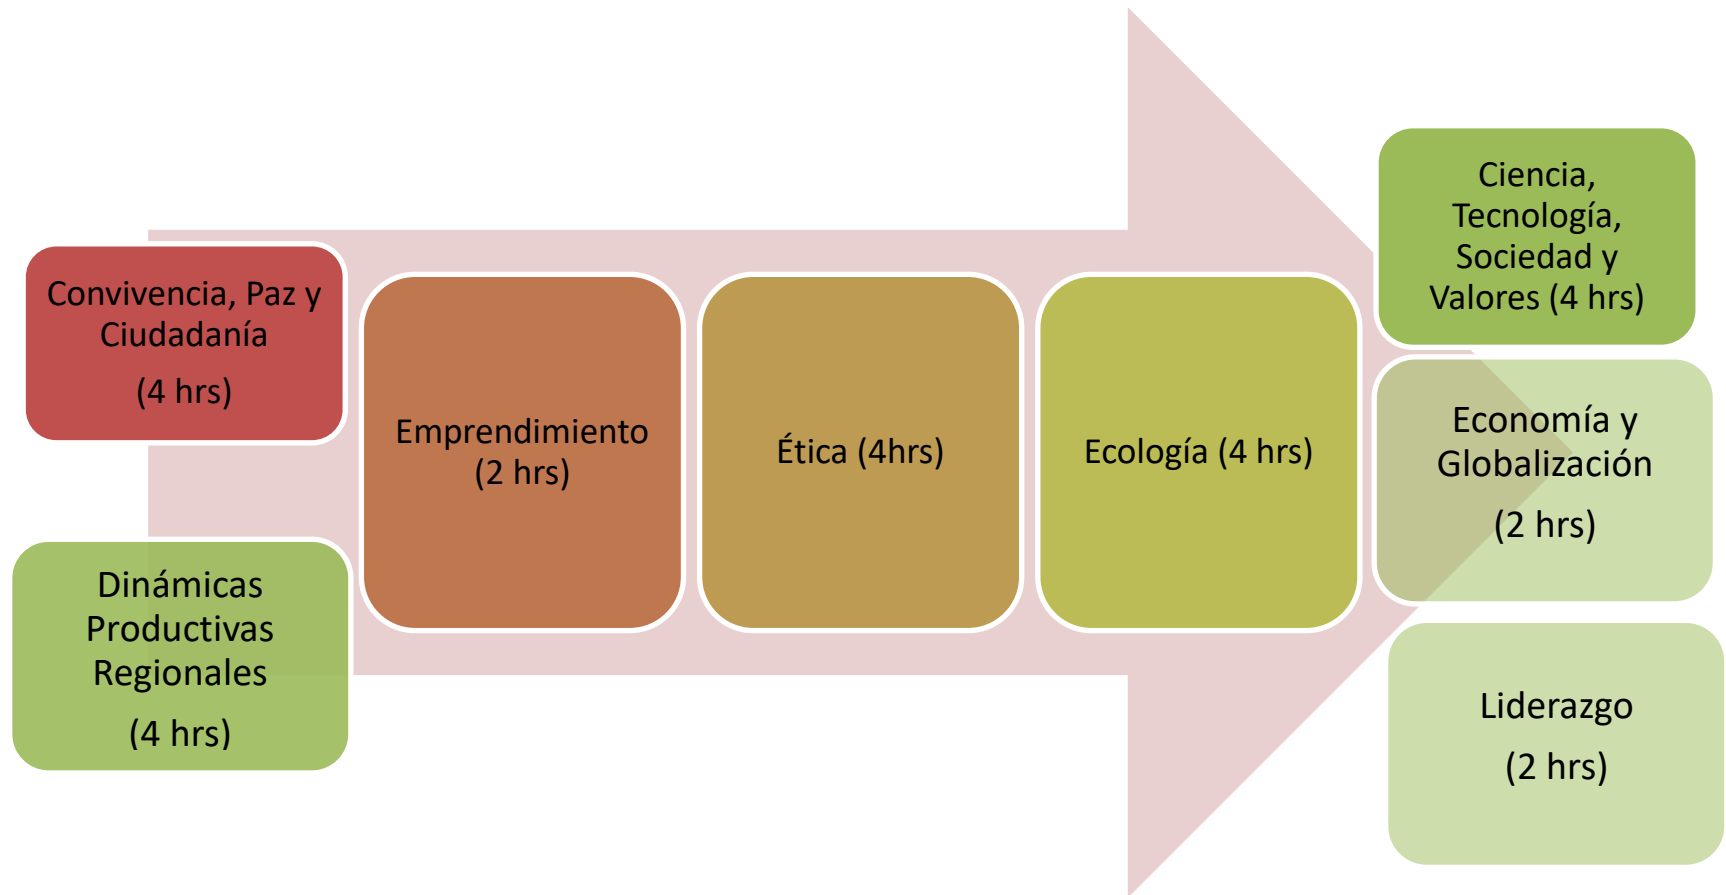 Convivencia, Paz y
Ciudadanía
(4 hrs)
Dinámicas
Productivas
Regionales
(4 hrs)
Emprendimiento
(2 hrs)
Ética (4hrs)
Ecología (4 hrs)
Ciencia,
Tecnología,
Sociedad y
Valores (4 hrs)
Economía y
Globalización
(2 hrs)
Liderazgo
(2 hrs)